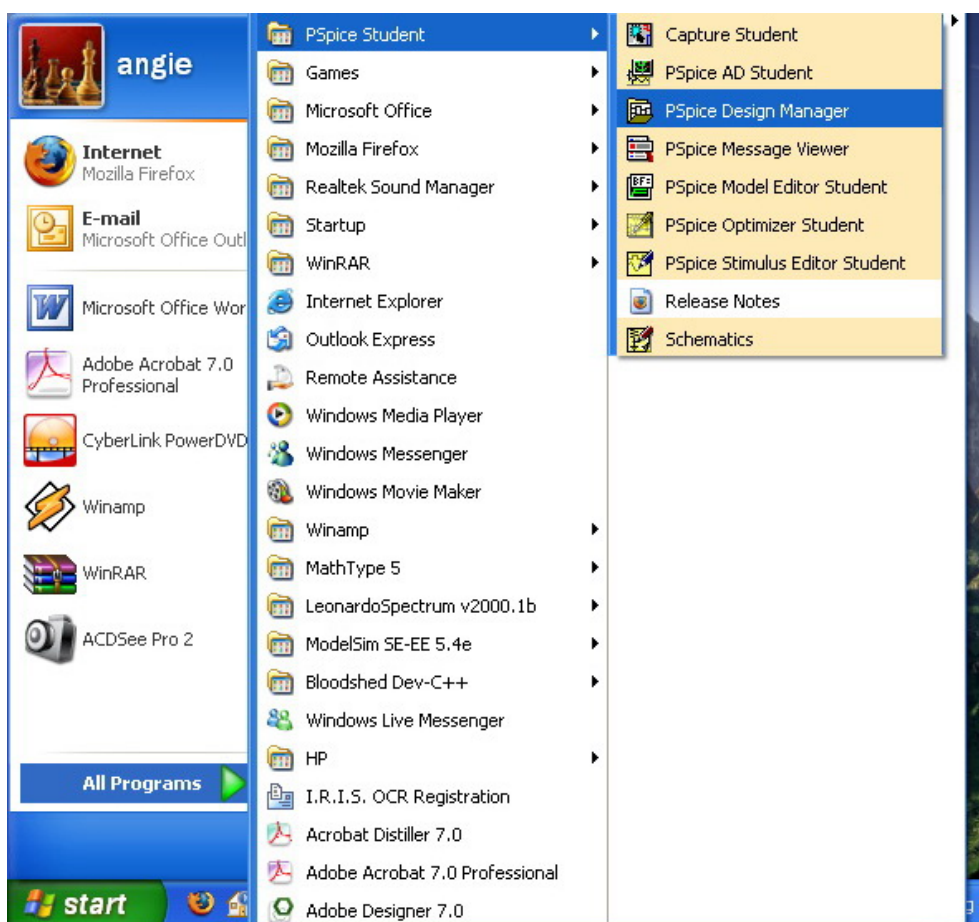 angie
Internet
Mozilla Firefox
E-mail
Microsoft Office Outl
Microsoft Office Wor
Adobe Acrobat 7.0
Professional
CyberLink PowerDVD
Winamp
WinRAR
ACDSee Pro 2
All Programs
start
PSpice Student
Games
Microsoft Office
Mozilla Firefox
Realtek Sound Manager
Startup
WinRAR
Internet Explorer
Outlook Express
Remote Assistance
Windows Media Player
Windows Messenger
Windows Movie Maker
Winamp
MathType 5
LeonardoSpectrum v2000.1b
ModelSim SE-EE 5.4e
Bloodshed Dev-C++
Windows Live Messenger
HP
I.R.I.S. OCR Registration
Acrobat Distiller 7.0
Adobe Acrobat 7.0 Professional
Adobe Designer 7.0
Capture Student
PSpice AD Student
PSpice Design Manager
PSpice Message Viewer
PSpice Model Editor Student
PSpice Optimizer Student
PSpice Stimulus Editor Student
Release Notes
Schematics